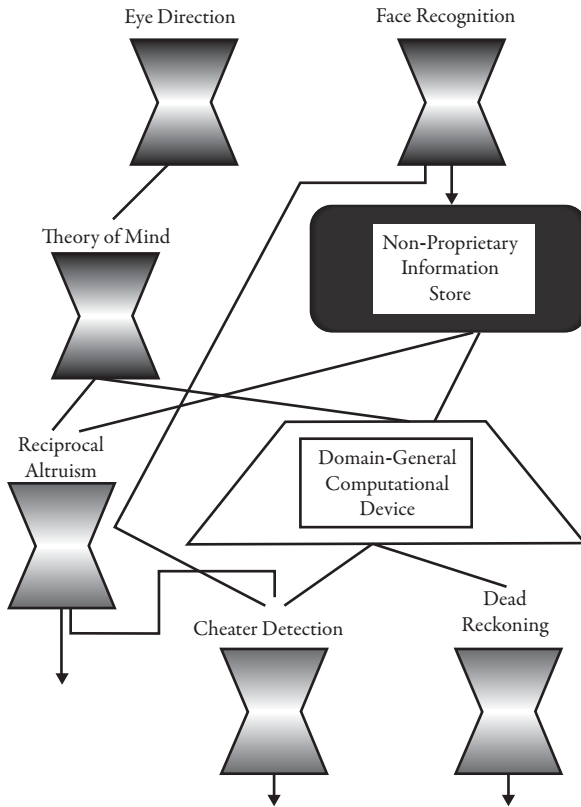 Eye Direction
Face Recognition
Theory of Mind
Non-Proprietary
Information
Store
Reciprocal
Altruism
Domain-General
Computational
Device
Cheater Detection
Dead
Reckoning